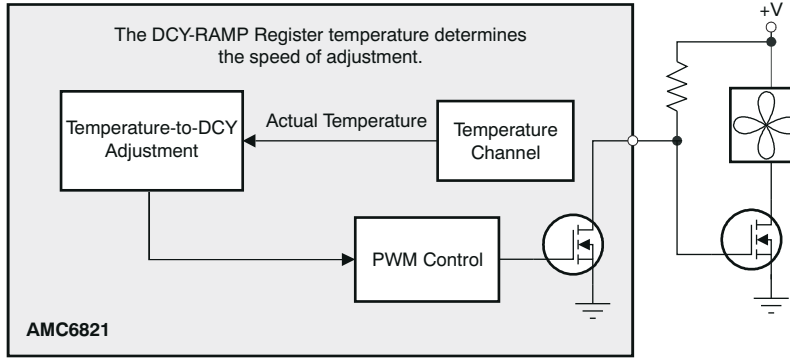 The DCY-RAMP Register temperature determines
the speed of adjustment.
+V
Temperature-to-DCY
Adjustment
Actual Temperature
Temperature
Channel
PWM Control
AMC6821